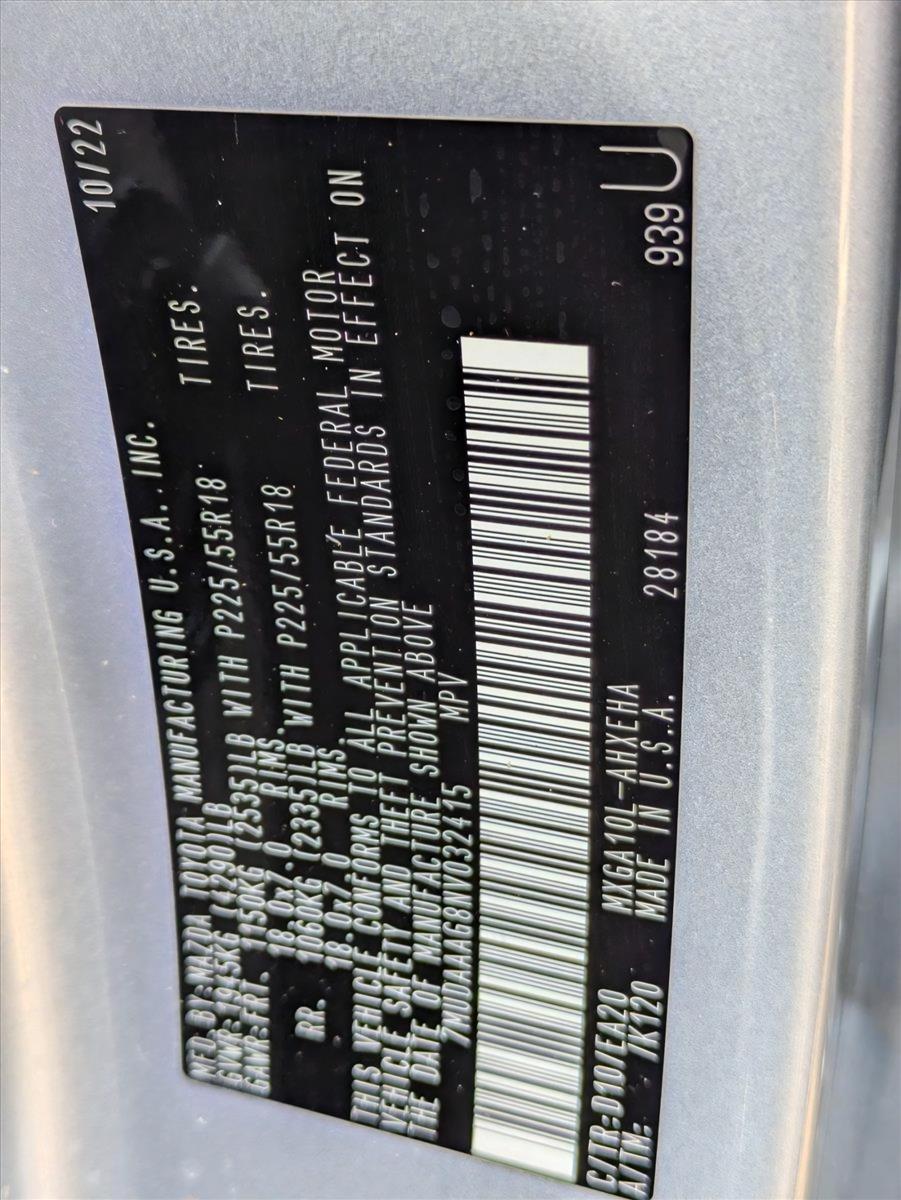 10/22
MFD BY: MAZDA TOYOTA MANUFACTURING U.S.A., INC.
GVWR: 1945KG (4290)LB
GAWR: FRT. 1150KG (2535)LB WITH P225/55R18 TIRES.
18.0x7.0 RIMS.
RR. 1060KG (2335)LB WITH P225/55R18 TIRES.
18.0x7.0 RIMS
THIS VEHICLE CONFORMS TO ALL APPLICABLE FEDERAL MOTOR
VEHICLE SAFETY AND THEFT PREVENTION STANDARDS IN EFFECT ON
THE DATE OF MANUFACTURE SHOWN ABOVE
7MUDAAAG8NV032415 MPV
C/TR: D10/EA20 MXGA10L-AHXEHA 939 U
A/TM: /K120 MADE IN U.S.A. 28184